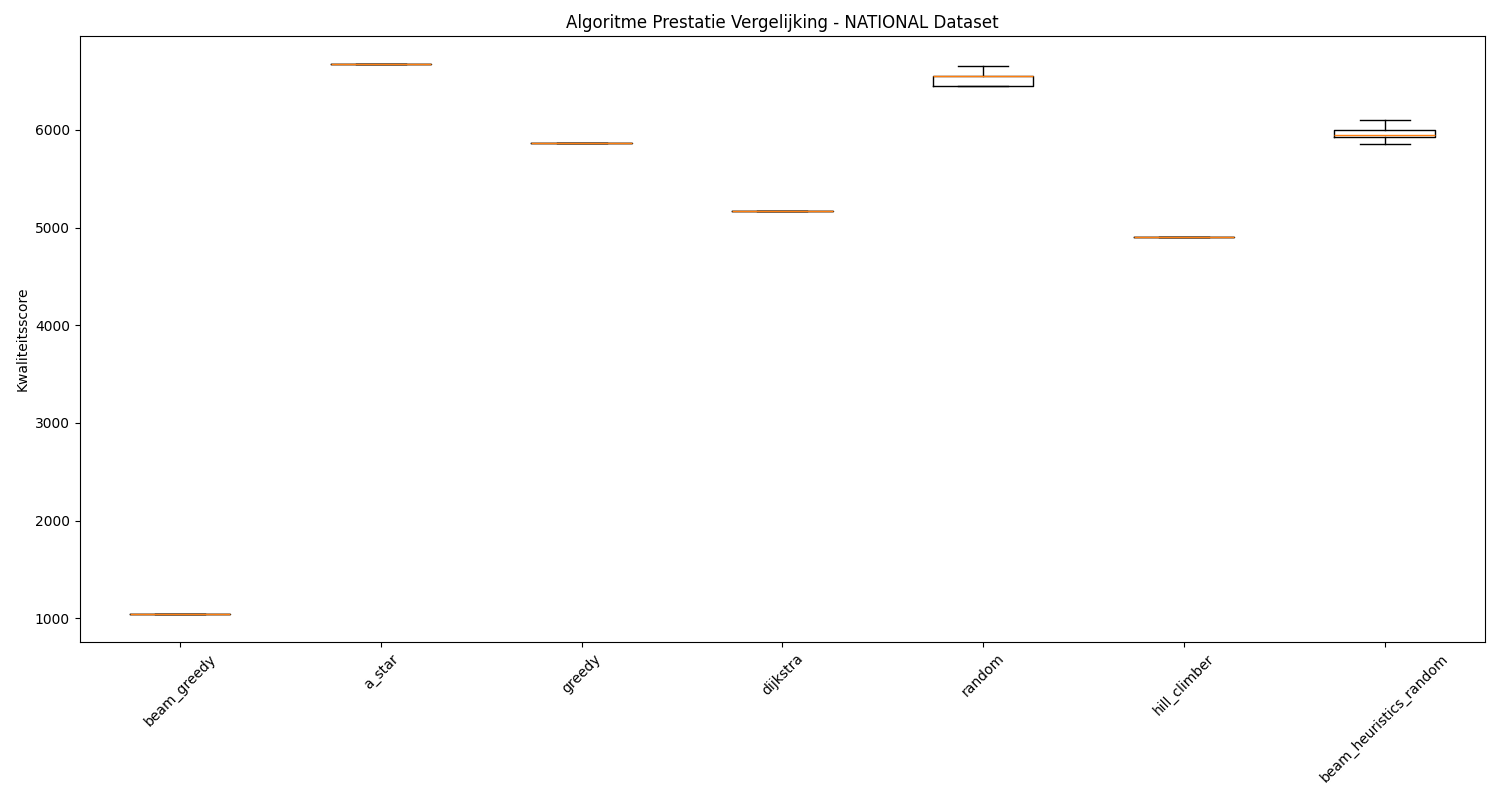 Algoritme Prestatie Vergelijking - NATIONAL Dataset
Kwaliteitsscore
6000
5000
4000
3000
2000
1000
beam_greedy
a_star
greedy
dijkstra
random
hill_climber
beam_heuristics_random